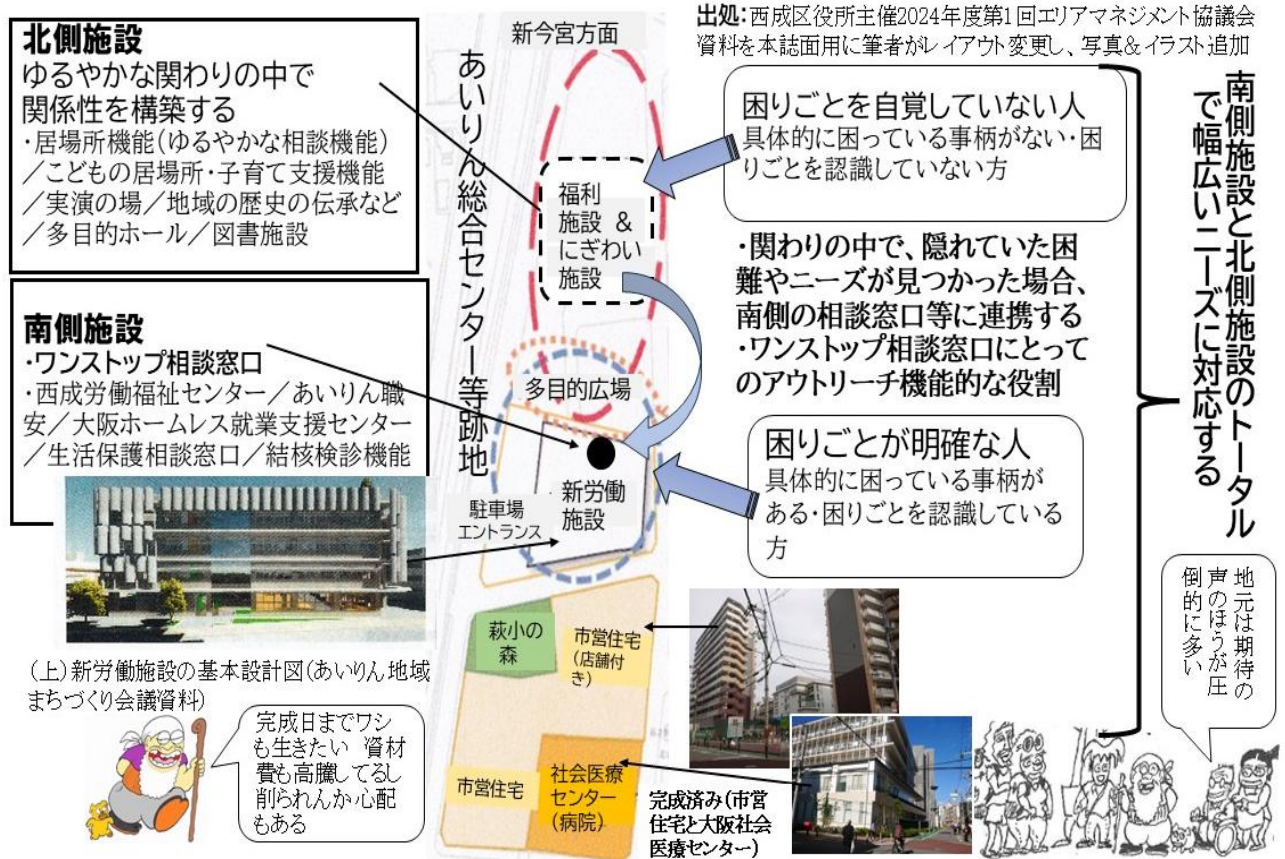 出処:西成区役所主催2024年度第1回エリアマネジメント協議会
資料を本誌面用に筆者がレイアウト変更し、写真&イラスト追加
北側施設
ゆるやかな関わりの中で
関係性を構築する
・居場所機能(ゆるやかな相談機能)
/こどもの居場所・子育て支援機能
/実演の場/地域の歴史の伝承など
/多目的ホール/図書施設
南側施設
・ワンストップ相談窓口
・西成労働福祉センター/あいりん職
安/大阪ホームレス就業支援センター
/生活保護相談窓口/結核検診機能
(上)新労働施設の基本設計図(あいりん地域
まちづくり会議資料)
完成日までワシ
も生きたい 資材
費も高騰してるし
削られんか心配
もある
あいりん総合センター等跡地
新今宮方面
福利
施設 &
にぎわい
施設
多目的広場
新労働
施設
駐車場
エントランス
萩小の
森
市営住宅
(店舗付
き)
市営住宅
社会医療
センター
(病院)
困りごとを自覚していない人
具体的に困っている事柄がない・困
りごとを認識していない方
・関わりの中で、隠れていた困
難やニーズが見つかった場合、
南側の相談窓口等に連携する
・ワンストップ相談窓口にとって
のアウトリーチ機能的な役割
困りごとが明確な人
具体的に困っている事柄が
ある・困りごとを認識している
方
完成済み(市営
住宅と大阪社会
医療センター)
南側施設と北側施設のトータル
で幅広いニーズに対応する
地元は期待の
声のほうが圧
倒的に多い